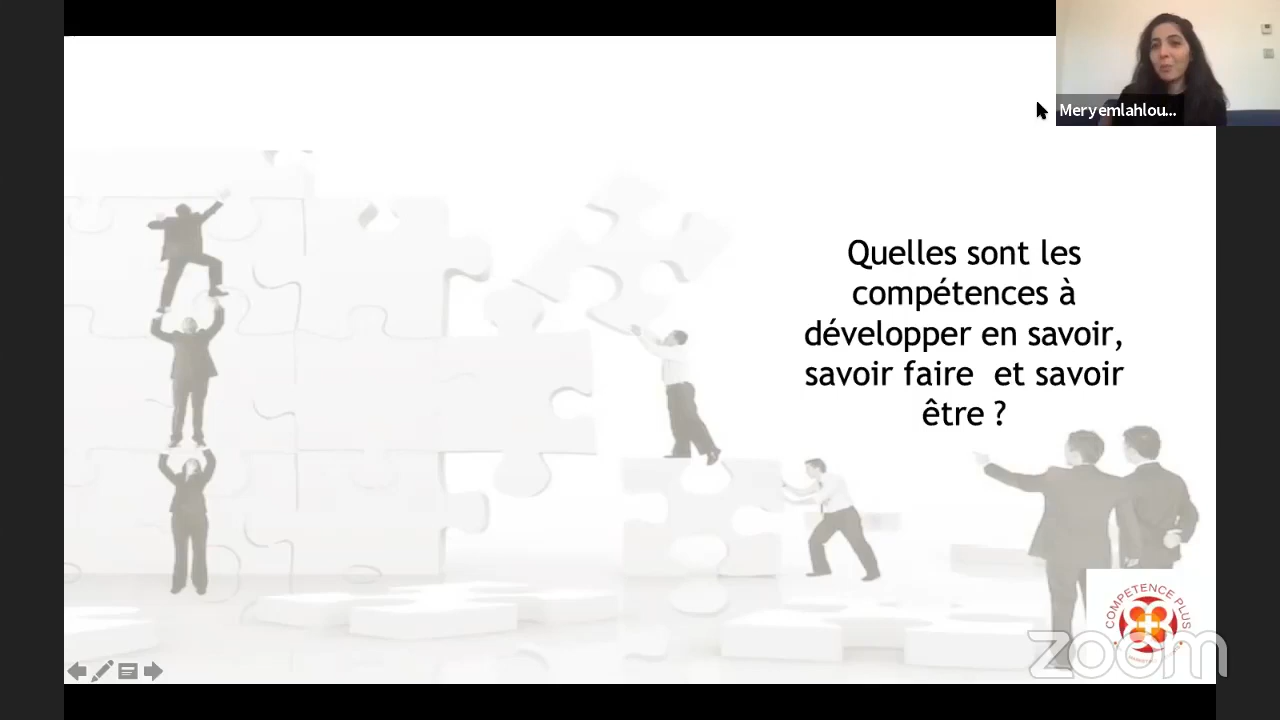 Meryemlahlou...
Quelles sont les
compétences à
développer en savoir,
savoir faire et savoir
être ?
COMPETENCE PLUS
zoom